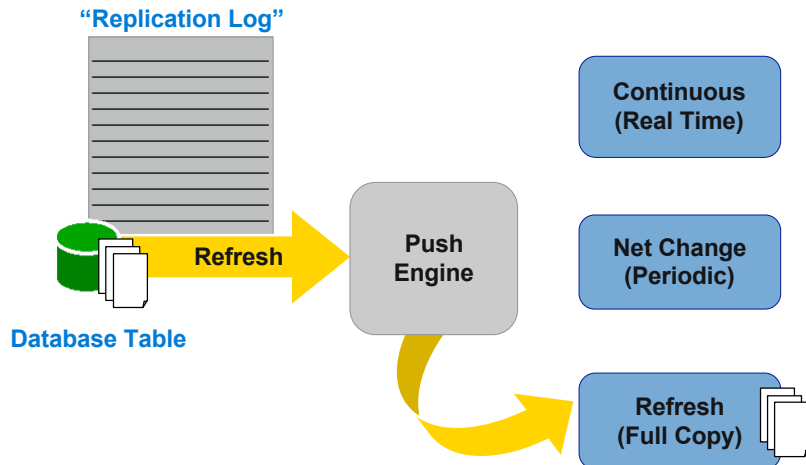 “Replication Log”
Continuous
(Real Time)
Refresh
Push
Engine
Net Change
(Periodic)
Database Table
Refresh
(Full Copy)